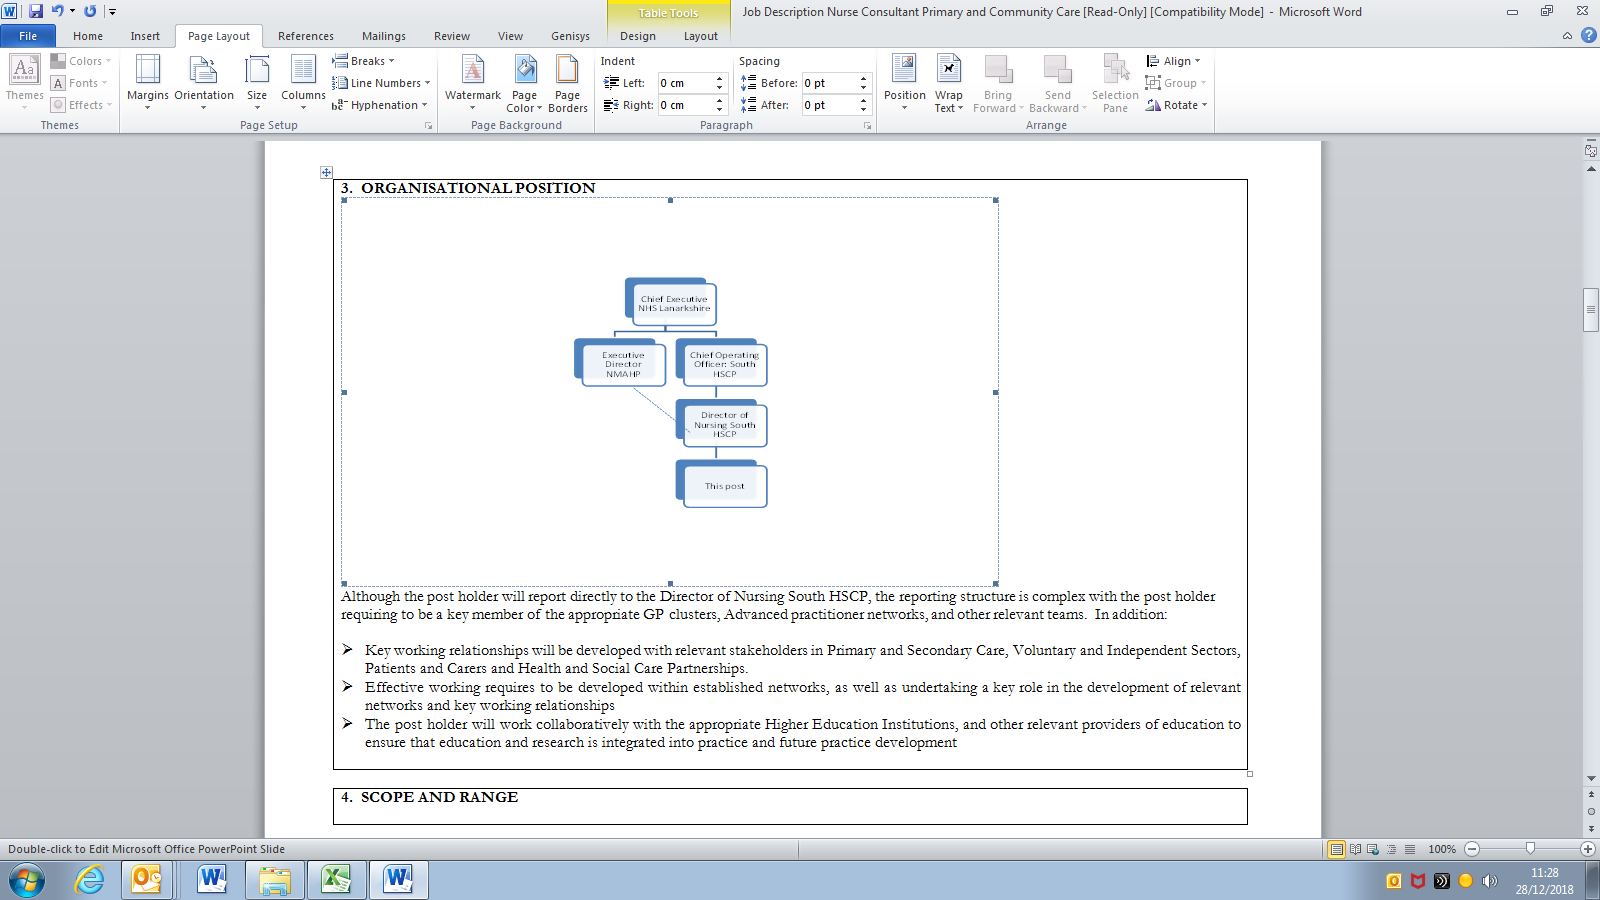 Table Tools
Job Description Nurse Consultant Primary and Community Care [Read-Only] [Compatibility Mode] - Microsoft Word
File Home Insert Page Layout References Mailings Review View Genisys Design Layout
Themes
Colors
Fonts
Effects
Themes
Margins
Orientation
Size
Columns
Breaks
Line Numbers
Hyphenation
Page Setup
Watermark
Page
Color
Page
Borders
Page Background
Indent
Left: 0 cm
Right: 0 cm
Spacing
Before: 0 pt
After: 0 pt
Paragraph
Position
Wrap
Text
Bring
Forward
Send
Backward
Selection
Pane
Align
Group
Rotate
Arrange
3. ORGANISATIONAL POSITION
Chief Executive
NHS Lanarkshire
Executive
Director
NMAHP
Chief Operating
Officer: South
HSCP
Director of
Nursing South
HSCP
This post
Although the post holder will report directly to the Director of Nursing South HSCP, the reporting structure is complex with the post holder
requiring to be a key member of the appropriate GP clusters, Advanced practitioner networks, and other relevant teams. In addition:
➢ Key working relationships will be developed with relevant stakeholders in Primary and Secondary Care, Voluntary and Independent Sectors,
Patients and Carers and Health and Social Care Partnerships.
➢ Effective working requires to be developed within established networks, as well as undertaking a key role in the development of relevant
networks and key working relationships
➢ The post holder will work collaboratively with the appropriate Higher Education Institutions, and other relevant providers of education to
ensure that education and research is integrated into practice and future practice development
4. SCOPE AND RANGE
Double-click to Edit Microsoft Office PowerPoint Slide
100%
11:28
28/12/2018